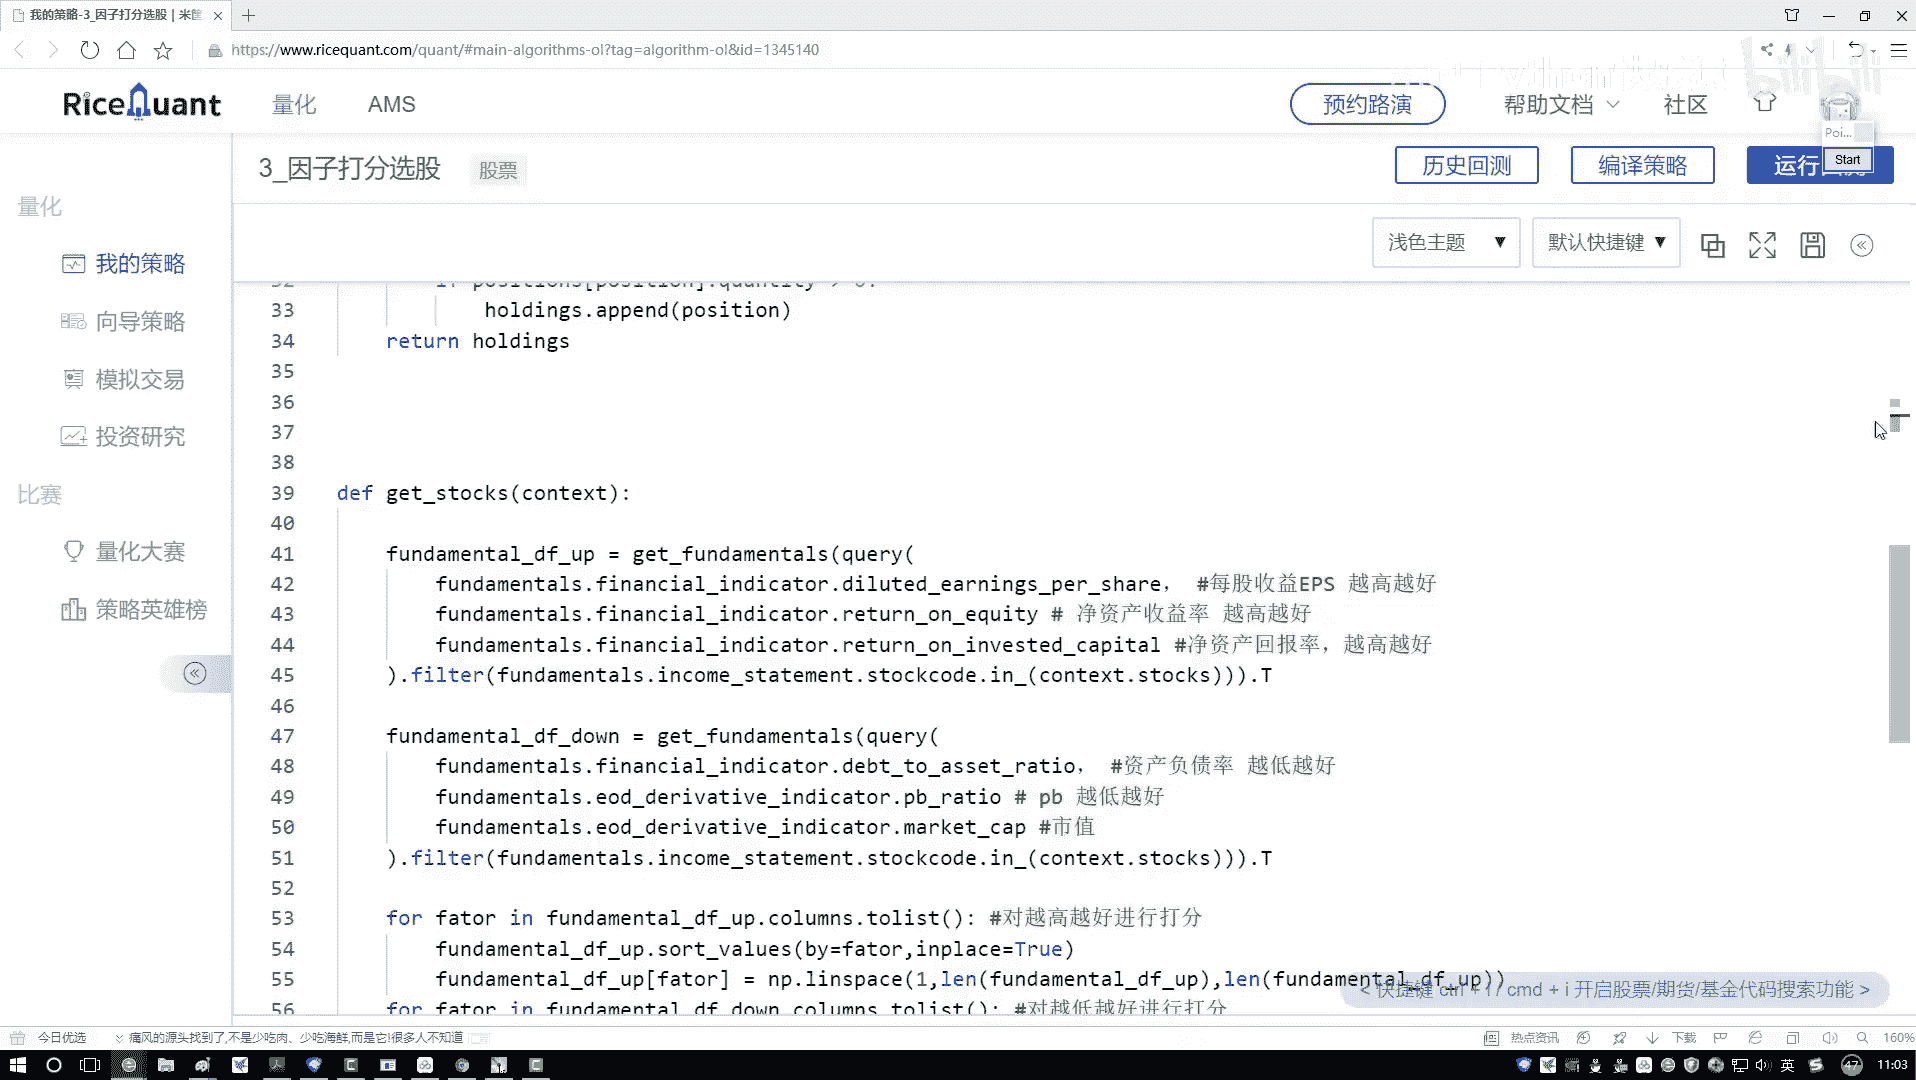 我的策略-3_因子打分选股 | 米筐
https://www.ricequant.com/quant/#main-algorithms-ol?tag=algorithm-ol&id=1345140
RiceQuant 量化 AMS 预约路演 帮助文档 社区
Poi...
Start
3_因子打分选股 股票 历史回测 编译策略 运行
浅色主题 默认快捷键
量化
我的策略
向导策略
模拟交易
投资研究
比赛
量化大赛
策略英雄榜
32 if positions[position].quantity > 0:
33 holdings.append(position)
34 return holdings
35
36
37
38
39 def get_stocks(context):
40
41 fundamental_df_up = get_fundamentals(query(
42 fundamentals.financial_indicator.diluted_earnings_per_share， #每股收益EPS 越高越好
43 fundamentals.financial_indicator.return_on_equity # 净资产收益率 越高越好
44 fundamentals.financial_indicator.return_on_invested_capital #净资产回报率，越高越好
45 ).filter(fundamentals.income_statement.stockcode.in_(context.stocks))).T
46
47 fundamental_df_down = get_fundamentals(query(
48 fundamentals.financial_indicator.debt_to_asset_ratio， #资产负债率 越低越好
49 fundamentals.eod_derivative_indicator.pb_ratio # pb 越低越好
50 fundamentals.eod_derivative_indicator.market_cap #市值
51 ).filter(fundamentals.income_statement.stockcode.in_(context.stocks))).T
52
53 for fator in fundamental_df_up.columns.tolist(): #对越高越好进行打分
54 fundamental_df_up.sort_values(by=fator,inplace=True)
55 fundamental_df_up[fator] = np.linspace(1,len(fundamental_df_up),len(fundamental_df_up))
56 for fator in fundamental_df_down.columns.tolist(): #对越低越好进行打分
< 快捷键 ctrl + i / cmd + i 开启股票/期货/基金代码搜索功能 >
今日优选 痛风的源头找到了,不是少吃肉、少吃海鲜,而是它!很多人不知道 热点资讯 下载 160%
英 47 11:03